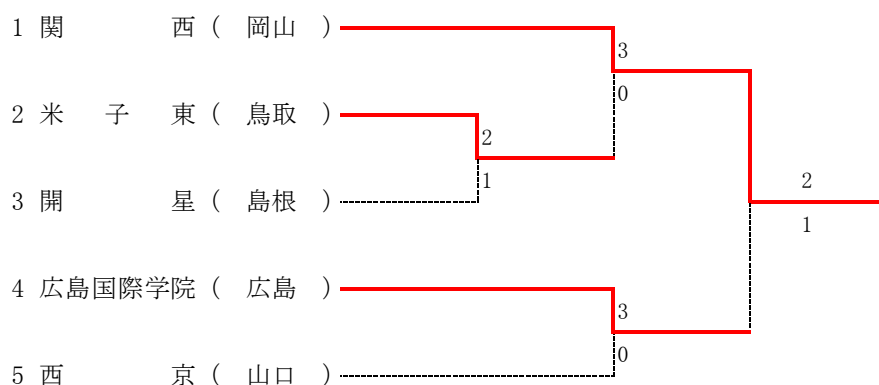 1 関 西 ( 岡山 )
3
0
2 米 子 東 ( 鳥取 )
2
1
3 開 星 ( 島根 )
2
1
4 広島国際学院 ( 広島 )
3
0
5 西 京 ( 山口 )